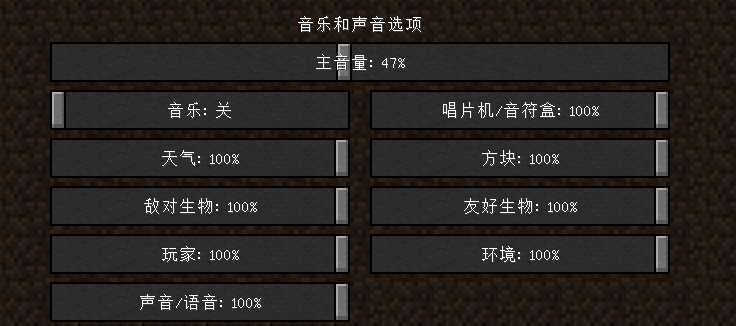 音乐和声音选项
主音量: 47%
音乐: 关
唱片机/音符盒: 100%
天气: 100%
方块: 100%
敌对生物: 100%
友好生物: 100%
玩家: 100%
环境: 100%
声音/语音: 100%